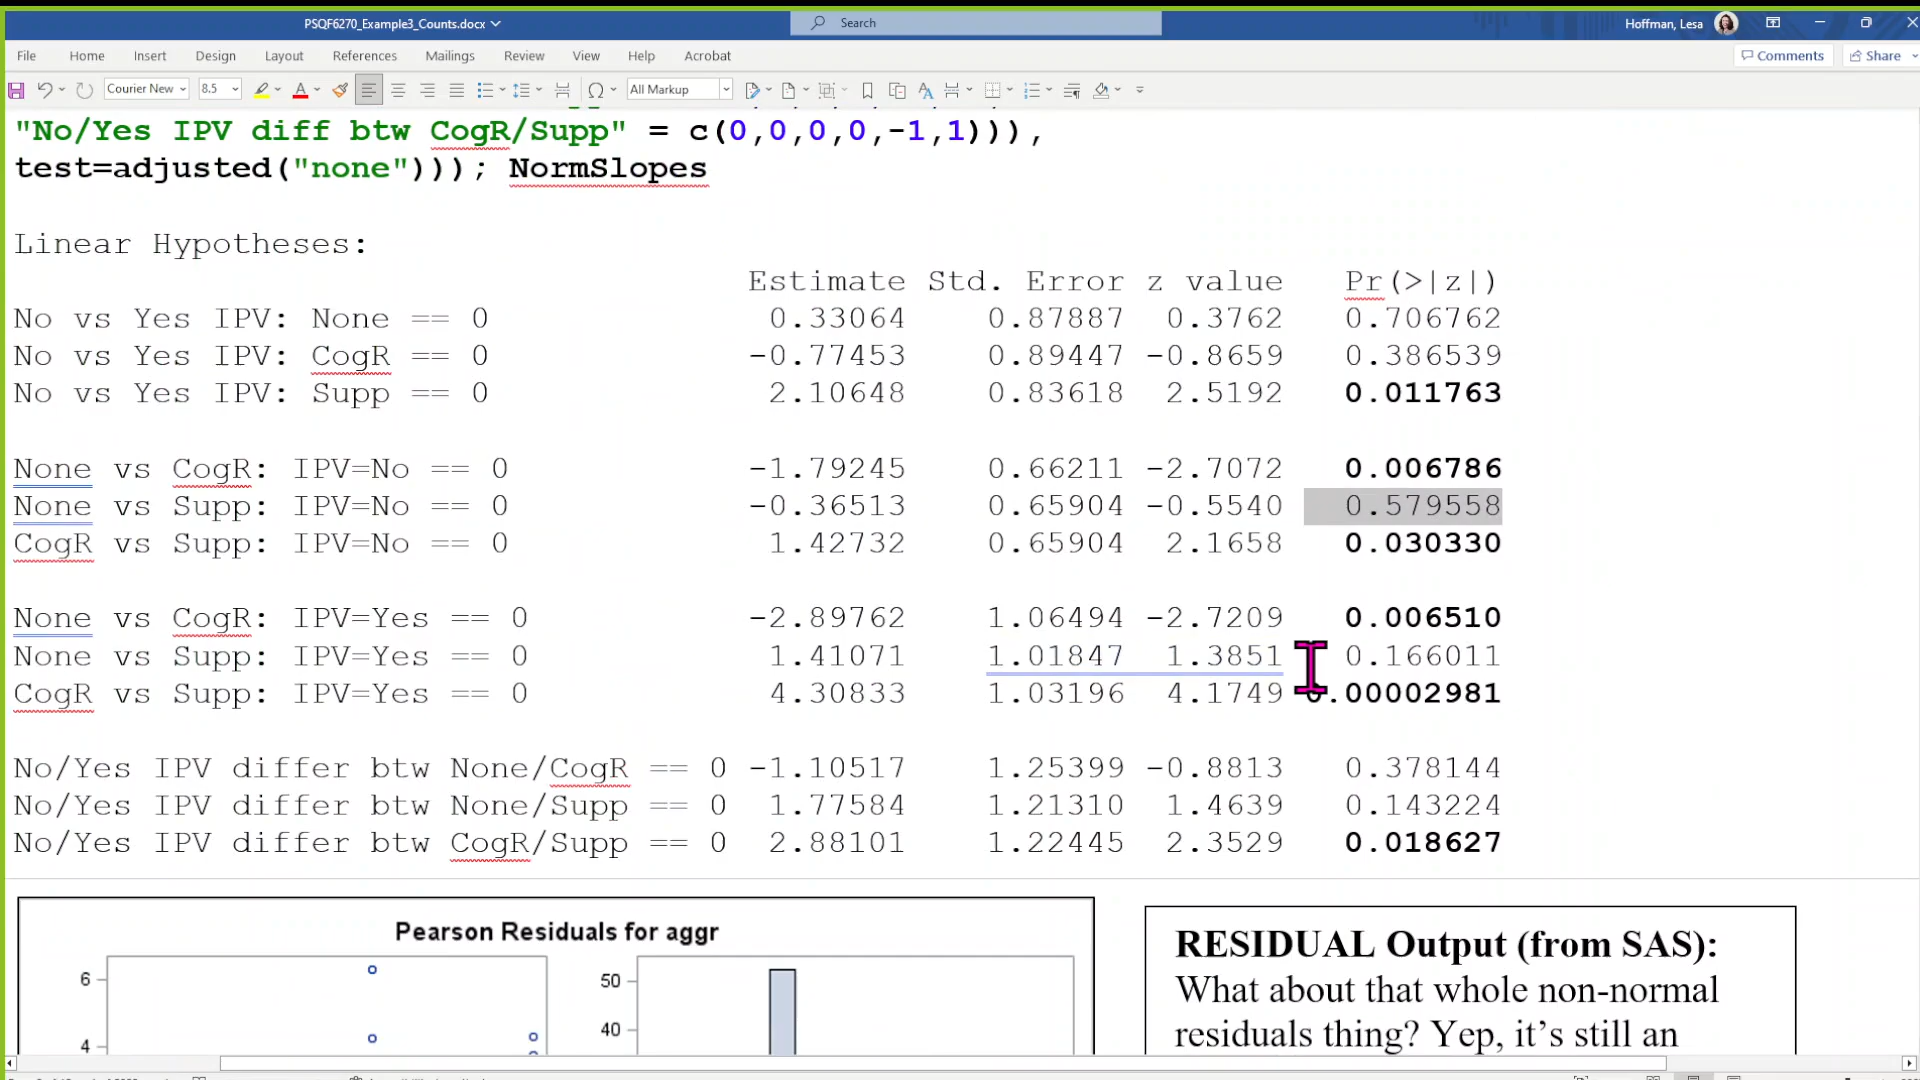 PSQF6270_Example3_Counts.docx
Search
Hoffman, Lesa
File Home Insert Draw Design Layout References Mailings Review View Help Acrobat
Comments Share
Courier New 8.5 All Markup
"No/Yes IPV diff btw CogR/Supp" = c(0,0,0,0,-1,1))),
test=adjusted("none"))); NormSlopes
Linear Hypotheses:
Estimate Std. Error z value Pr(>|z|)
No vs Yes IPV: None == 0 0.33064 0.87887 0.3762 0.706762
No vs Yes IPV: CogR == 0 -0.77453 0.89447 -0.8659 0.386539
No vs Yes IPV: Supp == 0 2.10648 0.83618 2.5192 0.011763
None vs CogR: IPV=No == 0 -1.79245 0.66211 -2.7072 0.006786
None vs Supp: IPV=No == 0 -0.36513 0.65904 -0.5540 0.579558
CogR vs Supp: IPV=No == 0 1.42732 0.65904 2.1658 0.030330
None vs CogR: IPV=Yes == 0 -2.89762 1.06494 -2.7209 0.006510
None vs Supp: IPV=Yes == 0 1.41071 1.01847 1.3851 0.166011
CogR vs Supp: IPV=Yes == 0 4.30833 1.03196 4.1749 0.00002981
No/Yes IPV differ btw None/CogR == 0 -1.10517 1.25399 -0.8813 0.378144
No/Yes IPV differ btw None/Supp == 0 1.77584 1.21310 1.4639 0.143224
No/Yes IPV differ btw CogR/Supp == 0 2.88101 1.22445 2.3529 0.018627
Pearson Residuals for aggr
6
4
50
40
RESIDUAL Output (from SAS):
What about that whole non-normal
residuals thing? Yep, it's still an